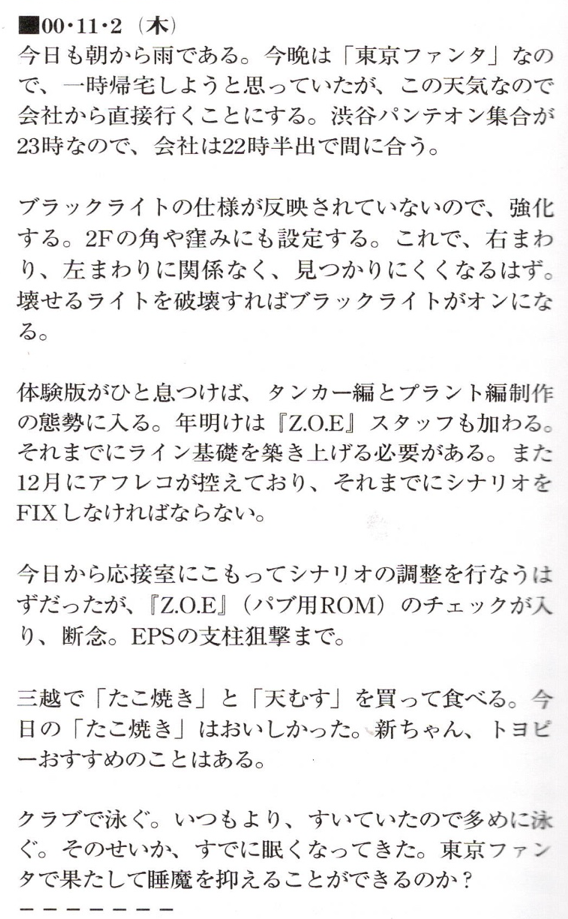 ■00・11・2（木）
今日も朝から雨である。今晩は「東京ファンタ」なの
で、一時帰宅しようと思っていたが、この天気なので
会社から直接行くことにする。渋谷パンテオン集合が
23時なので、会社は22時半出で間に合う。
ブラックライトの仕様が反映されていないので、強化
する。2Fの角や窪みにも設定する。これで、右まわ
り、左まわりに関係なく、見つかりにくくなるはず。
壊せるライトを破壊すればブラックライトがオンにな
る。
体験版がひと息つけば、タンカー編とプラント編制作
の態勢に入る。年明けは『Z.O.E』スタッフも加わる。
それまでにライン基礎を築き上げる必要がある。また
12月にアフレコが控えており、それまでにシナリオを
FIXしなければならない。
今日から応接室にこもってシナリオの調整を行なうは
ずだったが、『Z.O.E』（パブ用ROM）のチェックが入
り、断念。EPSの支柱狙撃まで。
三越で「たこ焼き」と「天むす」を買って食べる。今
日の「たこ焼き」はおいしかった。新ちゃん、トヨピ
ーおすすめのことはある。
クラブで泳ぐ。いつもより、すいていたので多めに泳
ぐ。そのせいか、すでに眠くなってきた。東京ファン
タで果たして睡魔を抑えることができるのか？
－－－－－－－